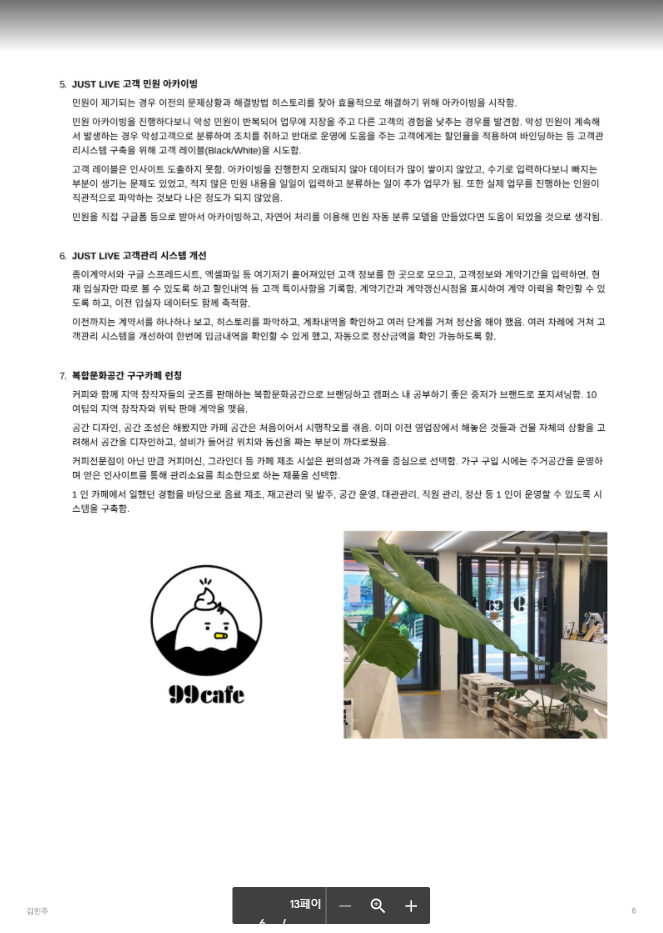 5. JUST LIVE 고객 민원 아카이빙
민원이 제기되는 경우 이전의 문제상황과 해결방법 히스토리를 찾아 효율적으로 해결하기 위해 아카이빙을 시작함.
민원 아카이빙을 진행하다보니 악성 민원이 반복되어 업무에 지장을 주고 다른 고객의 경험을 낮추는 경우를 발견함. 악성 민원이 계속해
서 발생하는 경우 악성고객으로 분류하여 조치를 취하고 반대로 운영에 도움을 주는 고객에게는 할인율을 적용하여 바인딩하는 등 고객관
리시스템 구축을 위해 고객 레이블(Black/White)을 시도함.
고객 레이블은 인사이트 도출하지 못함. 아카이빙을 진행한지 오래되지 않아 데이터가 많이 쌓이지 않았고, 수기로 입력하다보니 빠지는
부분이 생기는 문제도 있었고, 적지 않은 민원 내용을 일일이 입력하고 분류하는 일이 추가 업무가 됨. 또한 실제 업무를 진행하는 인원이
직관적으로 파악하는 것보다 나은 정도가 되지 않았음.
민원을 직접 구글폼 등으로 받아서 아카이빙하고, 자연어 처리를 이용해 민원 자동 분류 모델을 만들었다면 도움이 되었을 것으로 생각됨.
6. JUST LIVE 고객관리 시스템 개선
종이계약서와 구글 스프레드시트, 엑셀파일 등 여기저기 흩어져있던 고객 정보를 한 곳으로 모으고, 고객정보와 계약기간을 입력하면, 현
재 입실자만 따로 볼 수 있도록 하고 할인내역 등 고객 특이사항을 기록함. 계약기간과 계약갱신시점을 표시하여 계약 이력을 확인할 수 있
도록 하고, 이전 입실자 데이터도 함께 축적함.
이전까지는 계약서를 하나하나 보고, 히스토리를 파악하고, 계좌내역을 확인하고 여러 단계를 거쳐 정산을 해야 했음. 여러 차례에 거쳐 고
객관리 시스템을 개선하여 한번에 입금내역을 확인할 수 있게 했고, 자동으로 정산금액을 확인 가능하도록 함.
7. 복합문화공간 구구카페 런칭
커피와 함께 지역 창작자들의 굿즈를 판매하는 복합문화공간으로 브랜딩하고 캠퍼스 내 공부하기 좋은 중저가 브랜드로 포지셔닝함. 10
여팀의 지역 창작자와 위탁 판매 계약을 맺음.
공간 디자인, 공간 조성은 해봤지만 카페 공간은 처음이어서 시행착오를 겪음. 이미 이전 영업장에서 해놓은 것들과 건물 자체의 상황을 고
려해서 공간을 디자인하고, 설비가 들어갈 위치와 동선을 짜는 부분이 까다로웠음.
커피전문점이 아닌 만큼 커피머신, 그라인더 등 카페 제조 시설은 편의성과 가격을 중심으로 선택함. 가구 구입 시에는 주거공간을 운영하
며 얻은 인사이트를 통해 관리소요를 최소한으로 하는 제품을 선택함.
1 인 카페에서 일했던 경험을 바탕으로 음료 제조, 재고관리 및 발주, 공간 운영, 대관관리, 직원 관리, 정산 등 1 인이 운영할 수 있도록 시
스템을 구축함.
99cafe
김민주
6
13페이